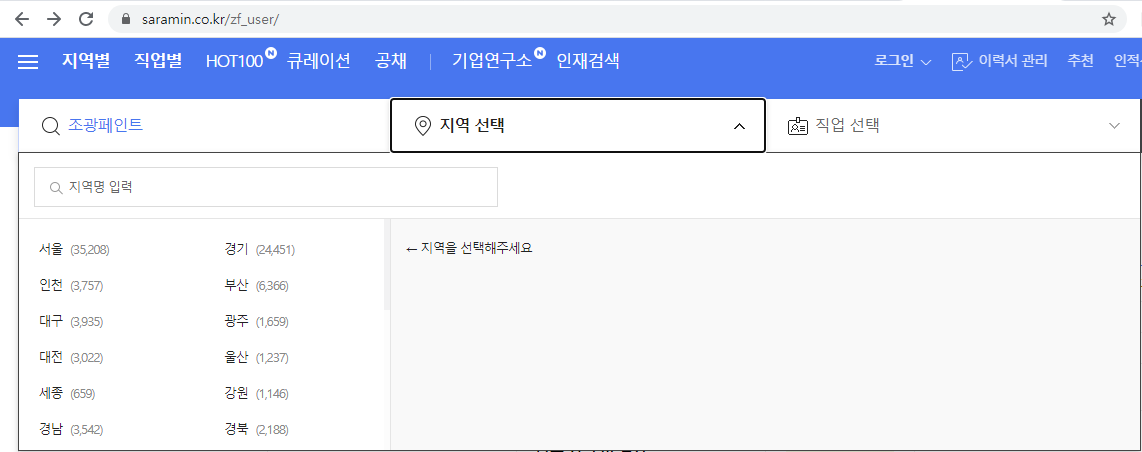 saramin.co.kr/zf_user/
지역별 직업별 HOT100 N 큐레이션 공채 기업연구소 N 인재검색 로그인 이력서 관리 추천
조광페인트 지역 선택 직업 선택
지역명 입력
서울 (35,208) 경기 (24,451) ← 지역을 선택해주세요
인천 (3,757) 부산 (6,366)
대구 (3,935) 광주 (1,659)
대전 (3,022) 울산 (1,237)
세종 (659) 강원 (1,146)
경남 (3,542) 경북 (2,188)